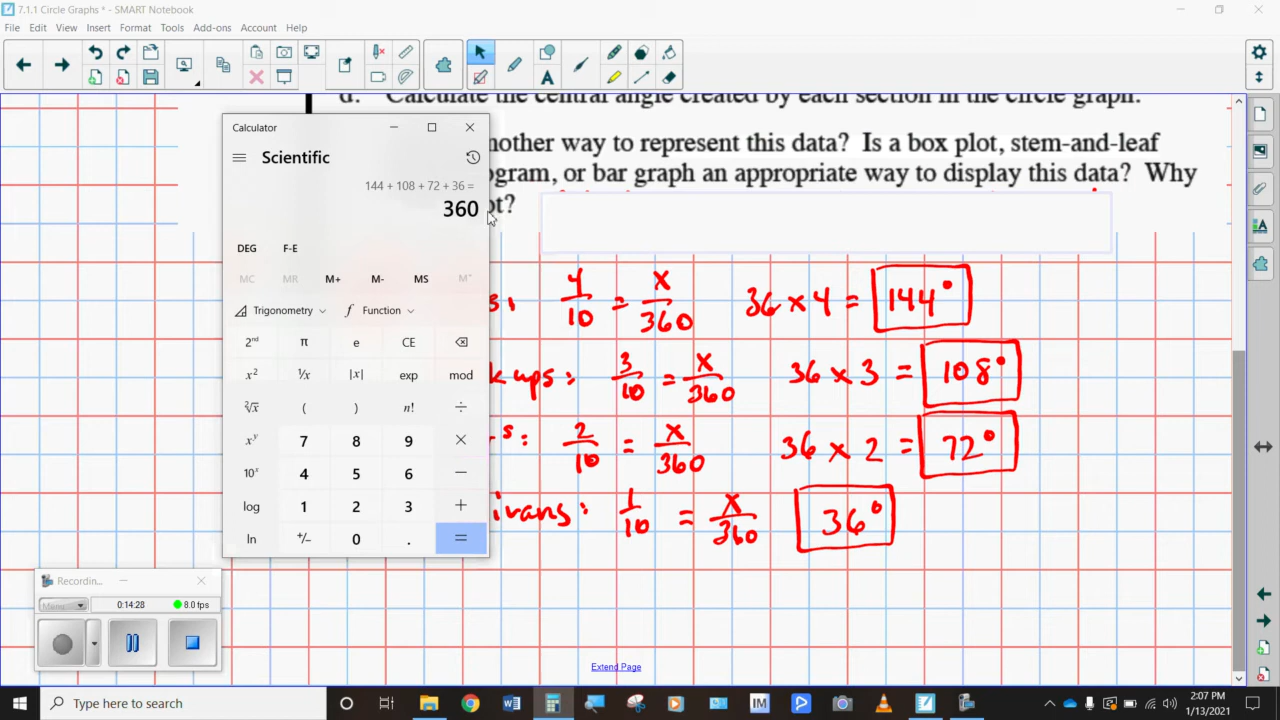 7.1.1 Circle Graphs * - SMART Notebook
File Edit View Insert Format Tools Add-ons Account Help
d. Calculate the central angle created by each section in the circle graph.
Calculator
nother way to represent this data? Is a box plot, stem-and-leaf
Scientific
ogram, or bar graph an appropriate way to display this data? Why
144 + 108 + 72 + 36 =
360
ot?
DEG F-E
MC MR M+ M- MS M˅
Trigonometry f Function
2nd π e CE
x² ¹/x |x| exp mod
²√x ( ) n! ÷
xʸ 7 8 9 ×
10ˣ 4 5 6 −
log 1 2 3 +
ln +/− 0 . =
s: 4/10 = x/360 36 x 4 = 144°
k ups: 3/10 = x/360 36 x 3 = 108°
s: 2/10 = x/360 36 x 2 = 72°
ivans: 1/10 = x/360 36°
Recordin...
0:14:28 8.0 fps
Extend Page
Type here to search
IM
2:07 PM
1/13/2021